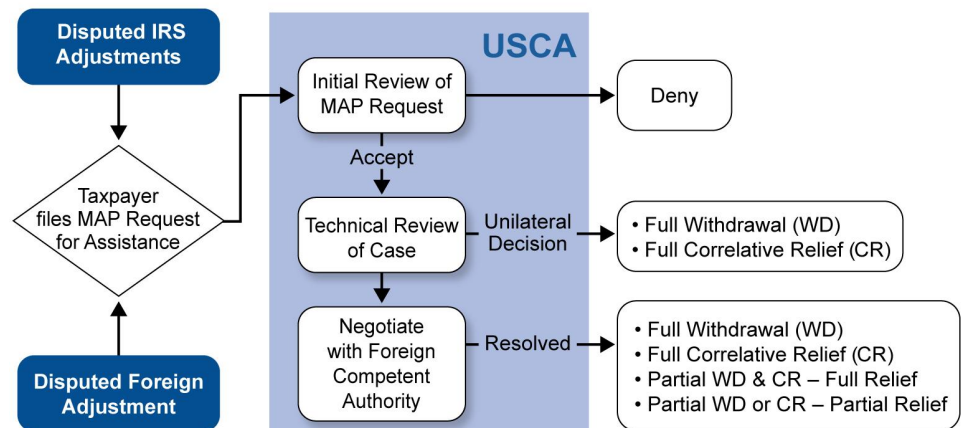 Disputed IRS
Adjustments
USCA
Initial Review of
MAP Request
Deny
Accept
Taxpayer
files MAP Request
for Assistance
Technical Review
of Case
Unilateral
Decision
• Full Withdrawal (WD)
• Full Correlative Relief (CR)
Negotiate
with Foreign
Competent
Authority
Resolved
• Full Withdrawal (WD)
• Full Correlative Relief (CR)
• Partial WD & CR – Full Relief
• Partial WD or CR – Partial Relief
Disputed Foreign
Adjustment